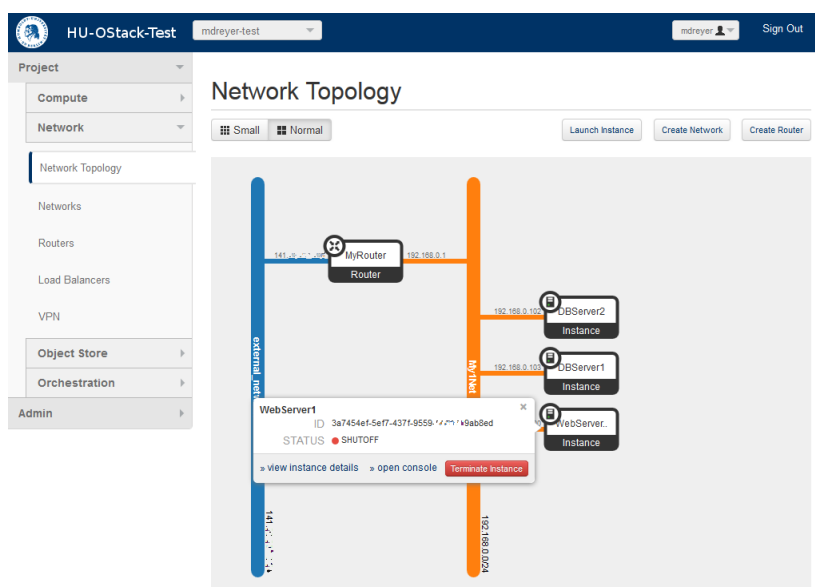 HU-OStack-Test
mdreyer-test
mdreyer
Sign Out
Project
Compute
Network
Network Topology
Networks
Routers
Load Balancers
VPN
Object Store
Orchestration
Admin
Network Topology
Small
Normal
Launch Instance
Create Network
Create Router
MyRouter
192.168.0.1
Router
192.168.0.102
DBServer2
Instance
192.168.0.103
DBServer1
Instance
WebServer..
Instance
My1Net
WebServer1
×
ID
STATUS
SHUTOFF
» view instance details
» open console
Terminate Instance
192.168.0.0/24